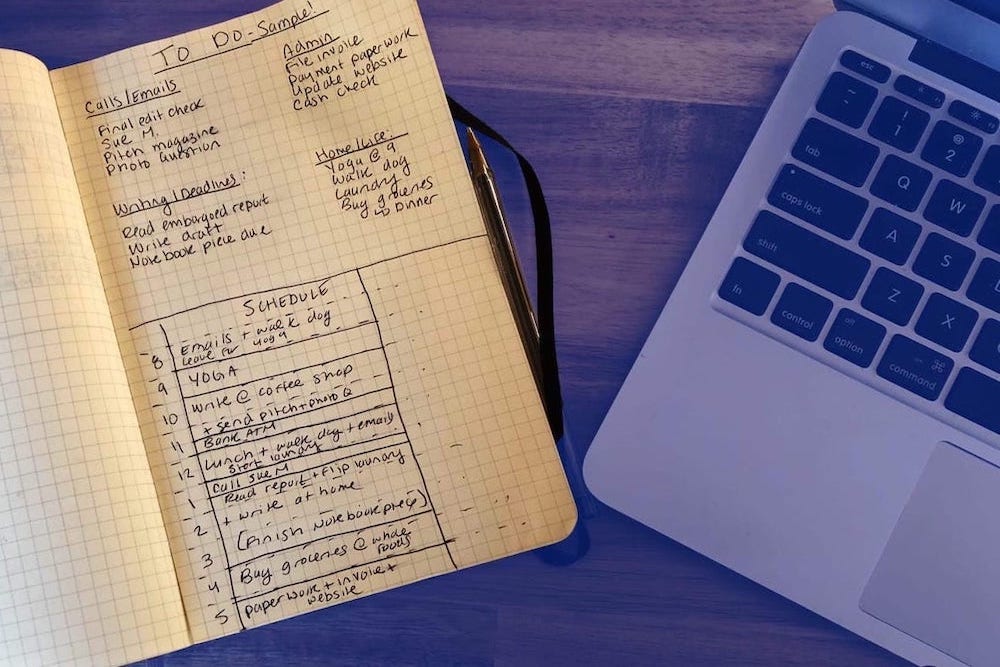 TO DO - Sample!
Calls/Emails
Final edit check
Sue M.
Pitch magazine
Photo question
Admin
File invoice
payment paperwork
Update website
Cash check
Writing/Deadlines:
Read embargoed report
Write draft
Notebook piece due
Home/Life:
Yoga @ 9
Walk dog
Laundry
Buy groceries
↳ Dinner
SCHEDULE
8
Emails + walk dog
Leave for yoga
9
YOGA
10
Write @ coffee shop
+ send pitch + photo Q
11
Bank ATM
12
Lunch + walk dog + email
Start laundry
Call Sue M
1
Read report + flip laundry
2
+ write at home
(Finish notebook piece)
3
4
Buy groceries @ whole
foods
5
paperwork + invoice +
website
esc
~
`
!
1
@
2
tab
Q
W
caps lock
A
S
shift
Z
X
fn
control
alt
option
⌘
command